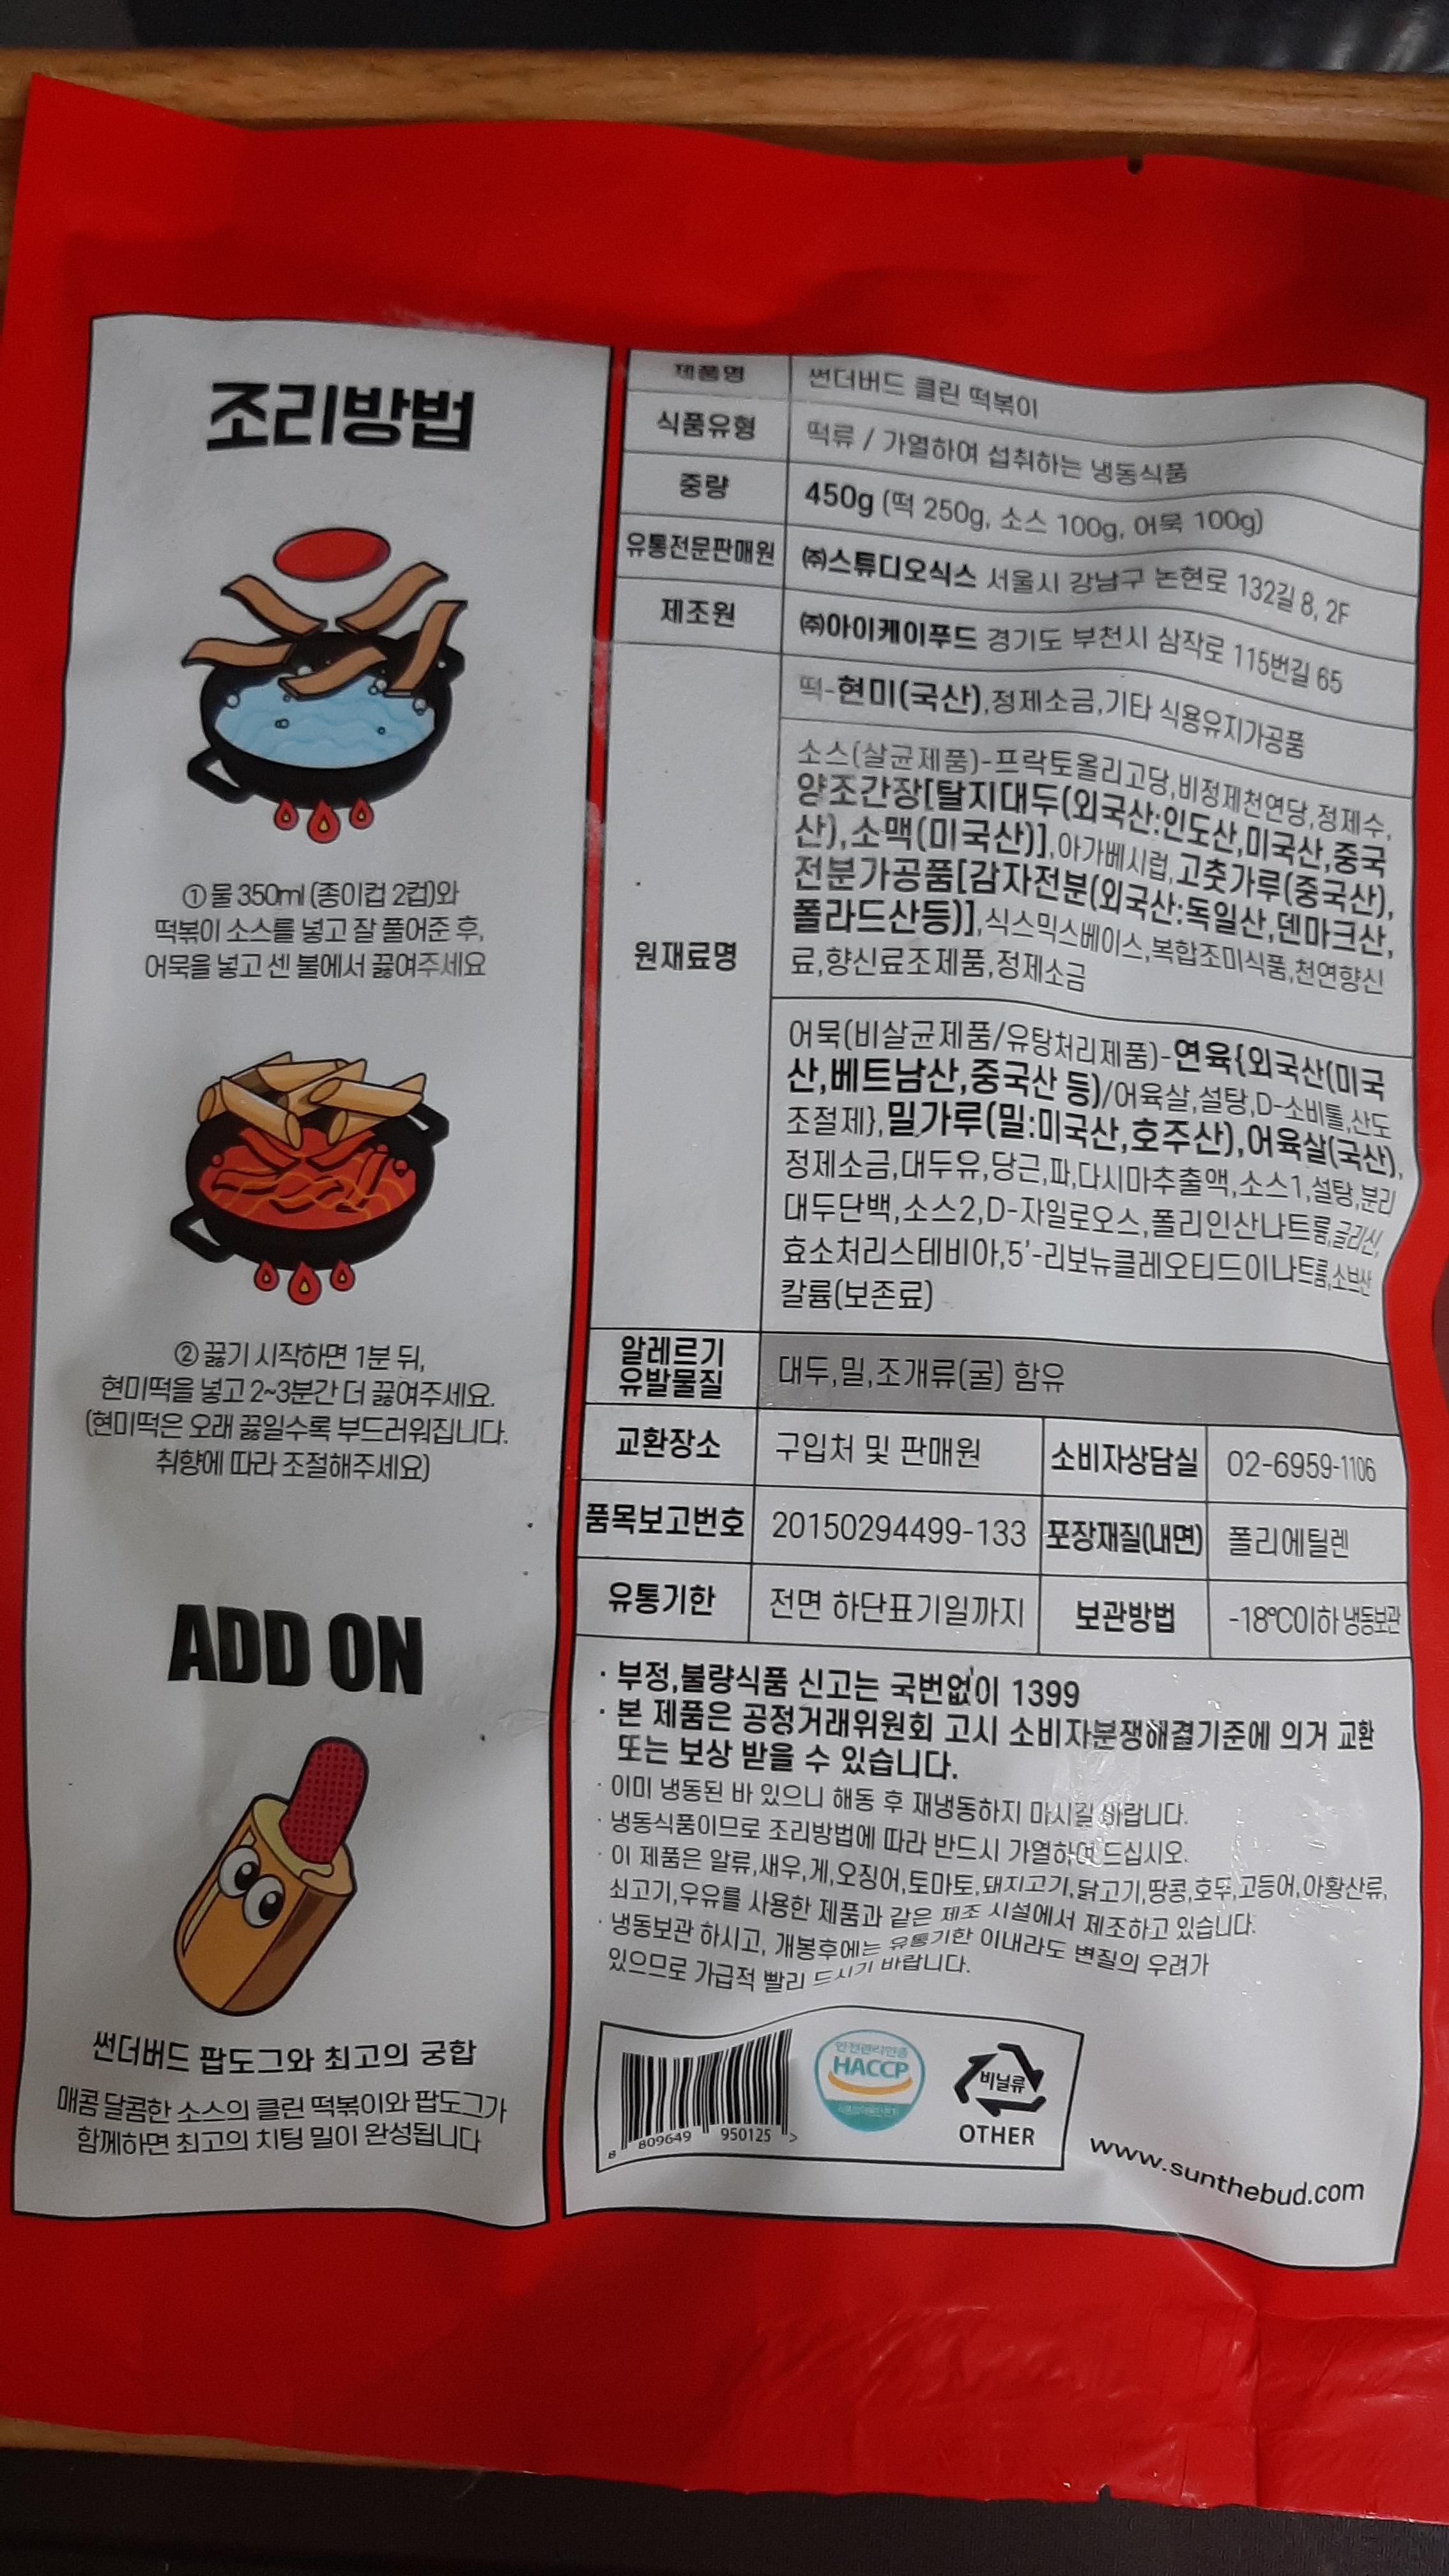 조리방법
① 물 350ml (종이컵 2컵)와
떡볶이 소스를 넣고 잘 풀어준 후,
어묵을 넣고 센 불에서 끓여주세요
② 끓기 시작하면 1분 뒤,
현미떡을 넣고 2~3분간 더 끓여주세요.
(현미떡은 오래 끓일수록 부드러워집니다.
취향에 따라 조절해주세요)
ADD ON
썬더버드 팝도그와 최고의 궁합
매콤 달콤한 소스의 클린 떡볶이와 팝도그가
함께하면 최고의 치팅 밀이 완성됩니다
제품명 썬더버드 클린 떡볶이
식품유형 떡류 / 가열하여 섭취하는 냉동식품
중량 450g (떡 250g, 소스 100g, 어묵 100g)
유통전문판매원 ㈜스튜디오식스 서울시 강남구 논현로 132길 8, 2F
제조원 ㈜아이케이푸드 경기도 부천시 삼작로 115번길 65
원재료명
떡-현미(국산),정제소금,기타 식용유지가공품
소스(살균제품)-프락토올리고당,비정제천연당,정제수,
양조간장[탈지대두(외국산:인도산,미국산,중국
산),소맥(미국산)],아가베시럽,고춧가루(중국산),
전분가공품[감자전분(외국산:독일산,덴마크산,
폴라드산등)],식스믹스베이스,복합조미식품,천연향신
료,향신료조제품,정제소금
어묵(비살균제품/유탕처리제품)-연육{외국산(미국
산,베트남산,중국산 등)/어육살,설탕,D-소비톨,산도
조절제},밀가루(밀:미국산,호주산),어육살(국산),
정제소금,대두유,당근,파,다시마추출액,소스1,설탕,분리
대두단백,소스2,D-자일로오스,폴리인산나트륨,글리신,
효소처리스테비아,5'-리보뉴클레오티드이나트륨,소브산
칼륨(보존료)
알레르기
유발물질 대두,밀,조개류(굴) 함유
교환장소 구입처 및 판매원 소비자상담실 02-6959-1106
품목보고번호 20150294499-133 포장재질(내면) 폴리에틸렌
유통기한 전면 하단표기일까지 보관방법 -18℃이하 냉동보관
· 부정,불량식품 신고는 국번없이 1399
· 본 제품은 공정거래위원회 고시 소비자분쟁해결기준에 의거 교환
또는 보상 받을 수 있습니다.
· 이미 냉동된 바 있으니 해동 후 재냉동하지 마시길 바랍니다.
· 냉동식품이므로 조리방법에 따라 반드시 가열하여 드십시오.
· 이 제품은 알류,새우,게,오징어,토마토,돼지고기,닭고기,땅콩,호두,고등어,아황산류,
쇠고기,우유를 사용한 제품과 같은 제조 시설에서 제조하고 있습니다.
· 냉동보관 하시고, 개봉후에는 유통기한 이내라도 변질의 우려가
있으므로 가급적 빨리 드시기 바랍니다.
8 809649 950125 >
안전관리인증
HACCP
비닐류
OTHER
www.sunthebud.com